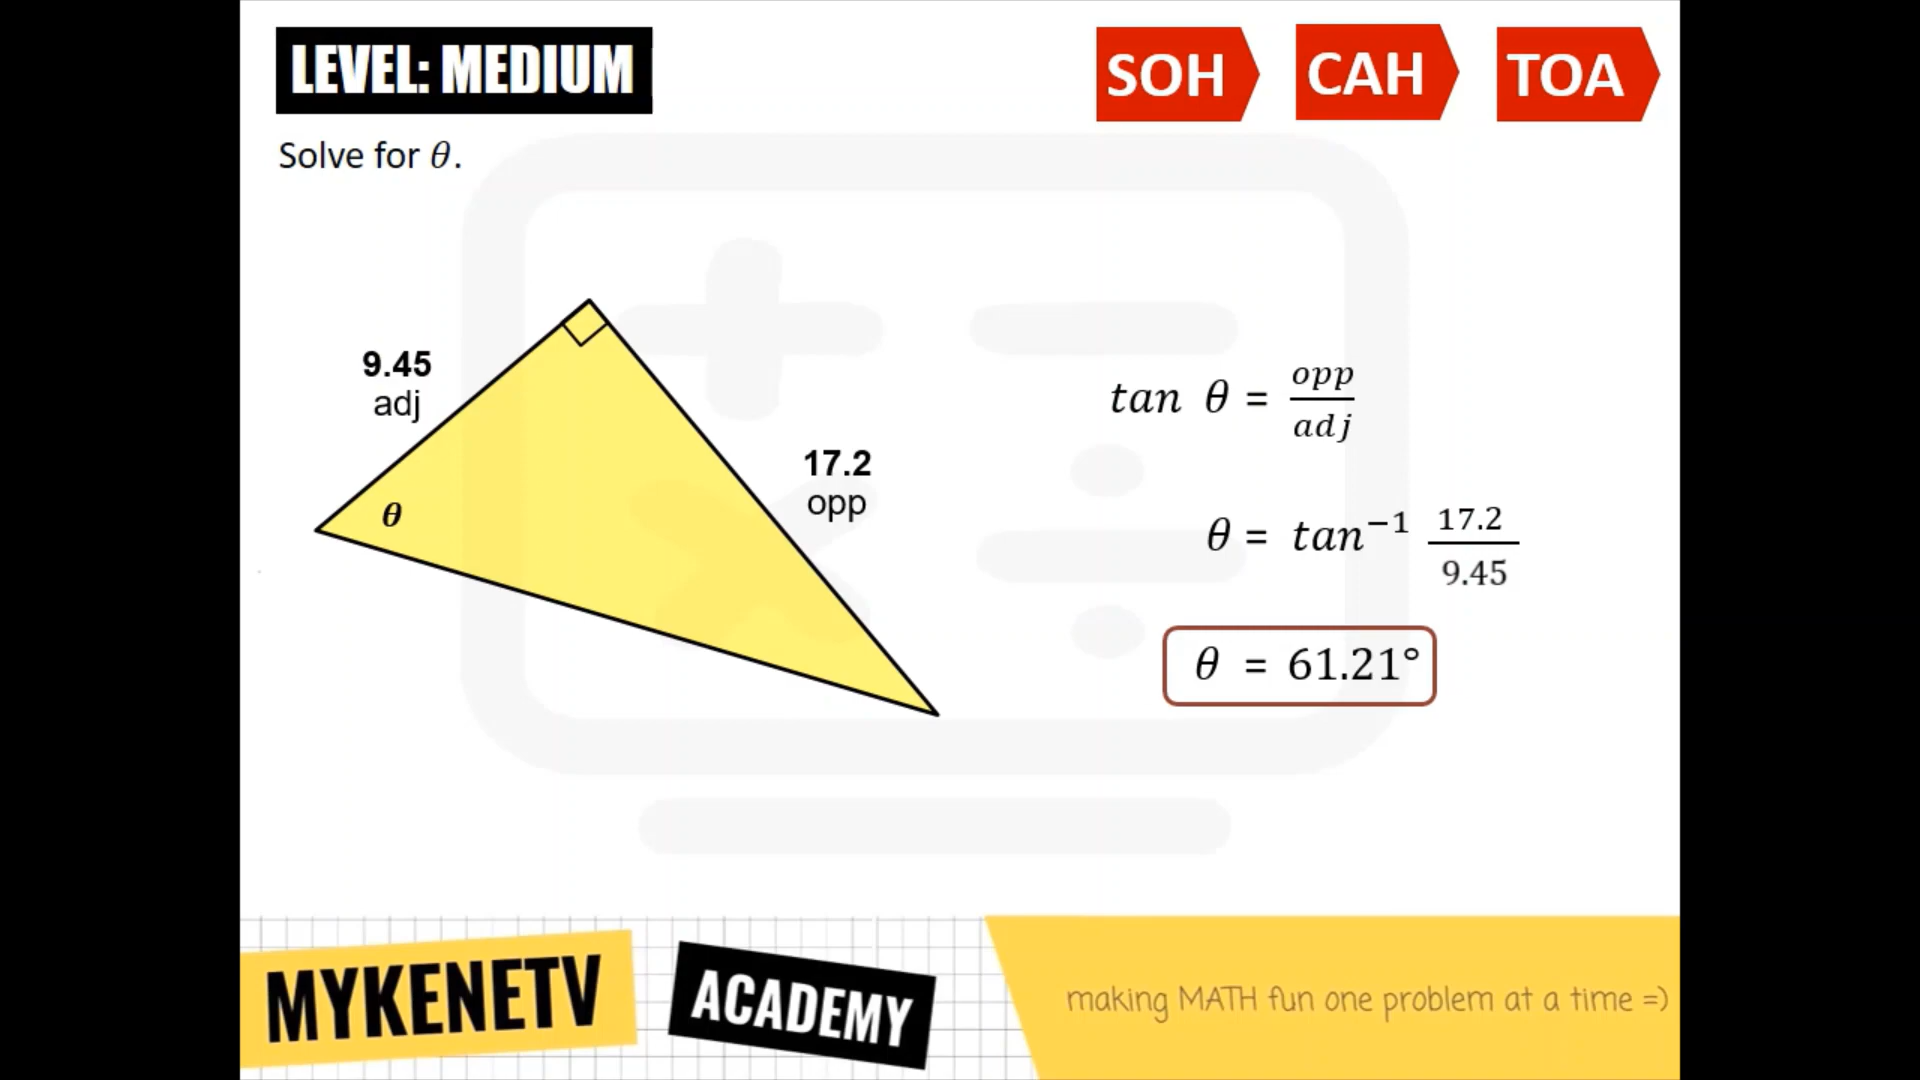 LEVEL: MEDIUM
SOH
CAH
TOA
Solve for θ.
9.45
adj
17.2
opp
θ
tan θ = opp/adj
θ = tan⁻¹ 17.2/9.45
θ = 61.21°
MYKENETV
ACADEMY
making MATH fun one problem at a time =)